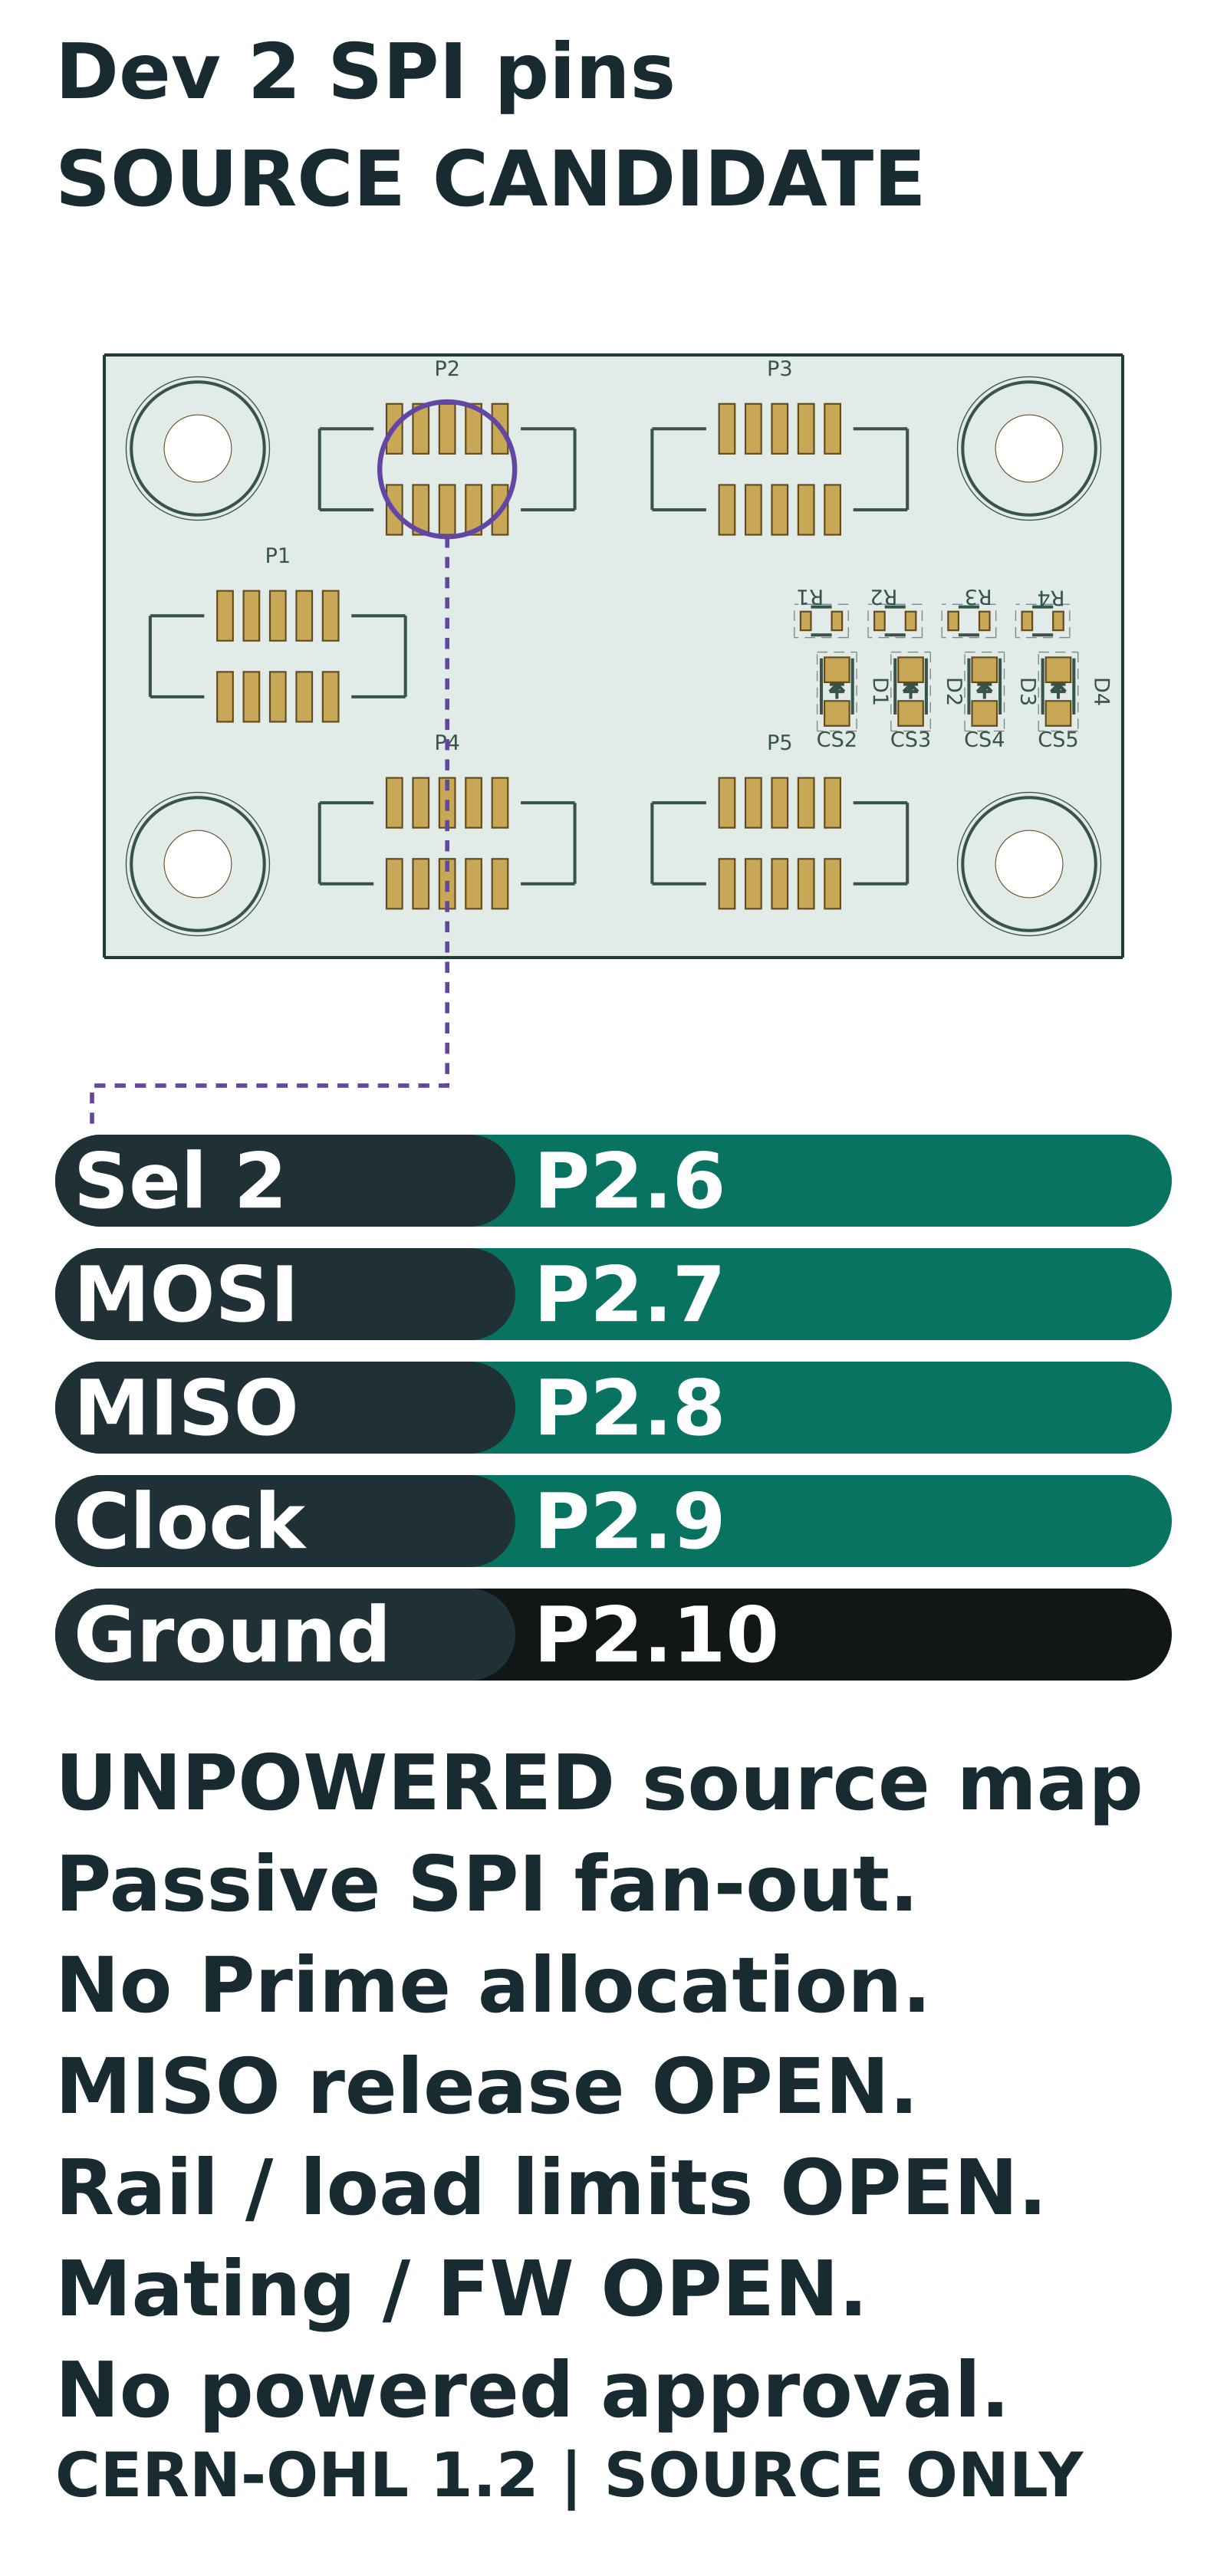 Dev 2 SPI pins
SOURCE CANDIDATE
P2 P3
P1
R1 R2 R3 R4
D1 D2 D3 D4
P4 P5 CS2 CS3 CS4 CS5
Sel 2 P2.6
MOSI P2.7
MISO P2.8
Clock P2.9
Ground P2.10
UNPOWERED source map
Passive SPI fan-out.
No Prime allocation.
MISO release OPEN.
Rail / load limits OPEN.
Mating / FW OPEN.
No powered approval.
CERN-OHL 1.2 | SOURCE ONLY